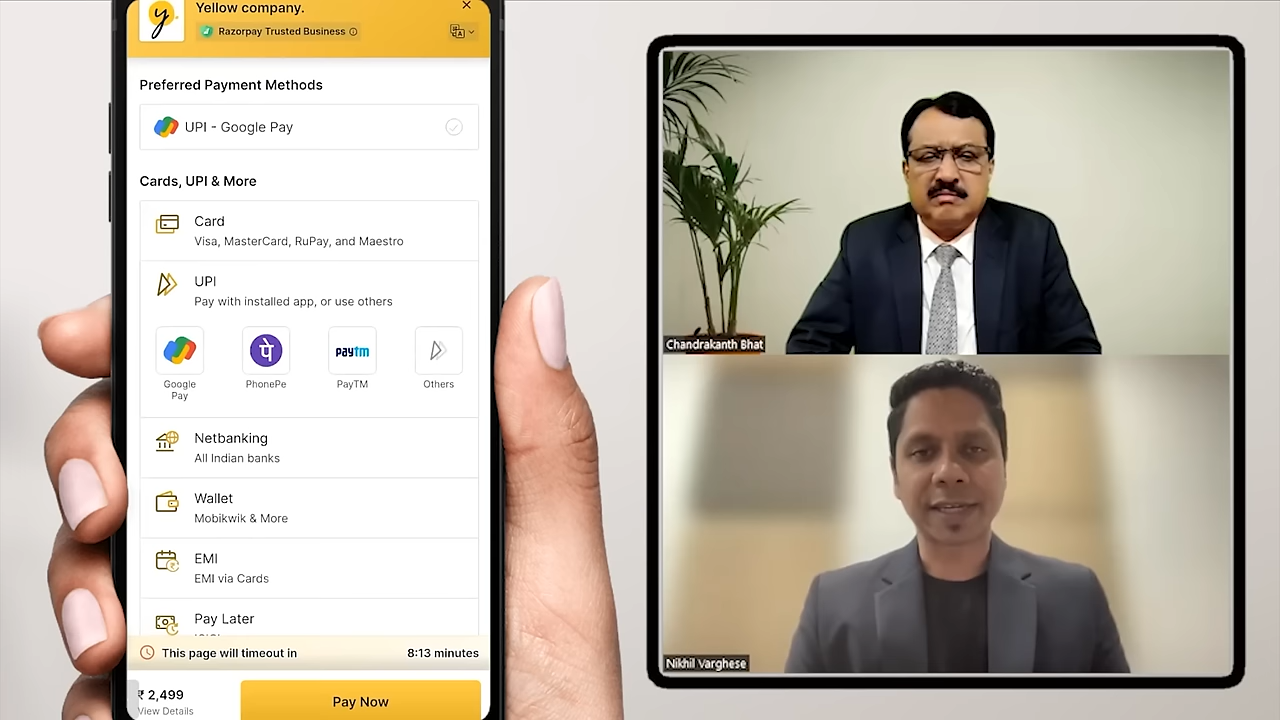 y
Yellow company.
Razorpay Trusted Business
Preferred Payment Methods
UPI - Google Pay
Cards, UPI & More
Card
Visa, MasterCard, RuPay, and Maestro
UPI
Pay with installed app, or use others
Google
Pay
PhonePe
paytm
PayTM
Others
Netbanking
All Indian banks
Wallet
Mobikwik & More
EMI
EMI via Cards
Pay Later
This page will timeout in 8:13 minutes
₹ 2,499
View Details
Pay Now
Chandrakanth Bhat
Nikhil Varghese